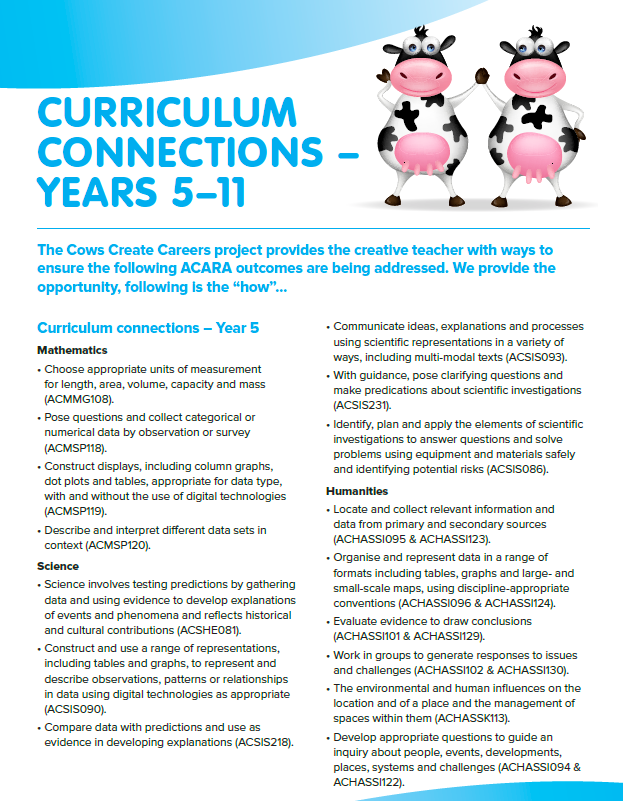 CURRICULUM
CONNECTIONS –
YEARS 5–11
The Cows Create Careers project provides the creative teacher with ways to
ensure the following ACARA outcomes are being addressed. We provide the
opportunity, following is the “how”...
Curriculum connections – Year 5
Mathematics
• Choose appropriate units of measurement
for length, area, volume, capacity and mass
(ACMMG108).
• Pose questions and collect categorical or
numerical data by observation or survey
(ACMSP118).
• Construct displays, including column graphs,
dot plots and tables, appropriate for data type,
with and without the use of digital technologies
(ACMSP119).
• Describe and interpret different data sets in
context (ACMSP120).
Science
• Science involves testing predictions by gathering
data and using evidence to develop explanations
of events and phenomena and reflects historical
and cultural contributions (ACSHE081).
• Construct and use a range of representations,
including tables and graphs, to represent and
describe observations, patterns or relationships
in data using digital technologies as appropriate
(ACSIS090).
• Compare data with predictions and use as
evidence in developing explanations (ACSIS218).
• Communicate ideas, explanations and processes
using scientific representations in a variety of
ways, including multi-modal texts (ACSIS093).
• With guidance, pose clarifying questions and
make predications about scientific investigations
(ACSIS231).
• Identify, plan and apply the elements of scientific
investigations to answer questions and solve
problems using equipment and materials safely
and identifying potential risks (ACSIS086).
Humanities
• Locate and collect relevant information and
data from primary and secondary sources
(ACHASSI095 & ACHASSI123).
• Organise and represent data in a range of
formats including tables, graphs and large- and
small-scale maps, using discipline-appropriate
conventions (ACHASSI096 & ACHASSI124).
• Evaluate evidence to draw conclusions
(ACHASSI101 & ACHASSI129).
• Work in groups to generate responses to issues
and challenges (ACHASSI102 & ACHASSI130).
• The environmental and human influences on the
location and of a place and the management of
spaces within them (ACHASSK113).
• Develop appropriate questions to guide an
inquiry about people, events, developments,
places, systems and challenges (ACHASSI094 &
ACHASSI122).